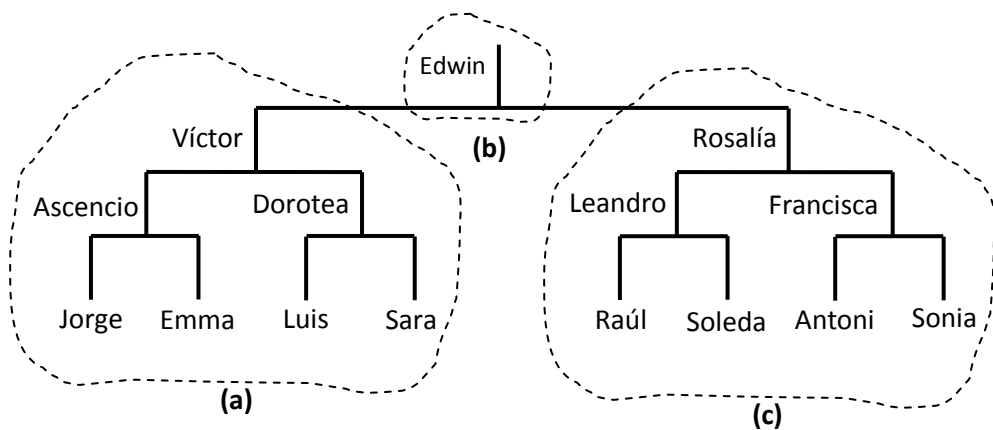 Edwin
(b)
Víctor Rosalía
Ascencio Dorotea Leandro Francisca
Jorge Emma Luis Sara Raúl Soleda Antoni Sonia
(a) (c)